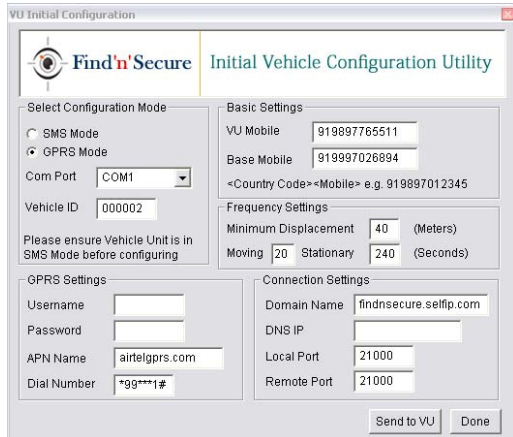 VU Initial Configuration
Find'n'Secure
Initial Vehicle Configuration Utility
Select Configuration Mode
SMS Mode
GPRS Mode
Com Port COM1
Vehicle ID 000002
Please ensure Vehicle Unit is in
SMS Mode before configuring
Basic Settings
VU Mobile 919897765511
Base Mobile 919997026894
<Country Code><Mobile> e.g. 919897012345
Frequency Settings
Minimum Displacement 40 (Meters)
Moving 20 Stationary 240 (Seconds)
GPRS Settings
Username
Password
APN Name airtelgprs.com
Dial Number *99***1#
Connection Settings
Domain Name findnsecure.selfip.com
DNS IP
Local Port 21000
Remote Port 21000
Send to VU Done